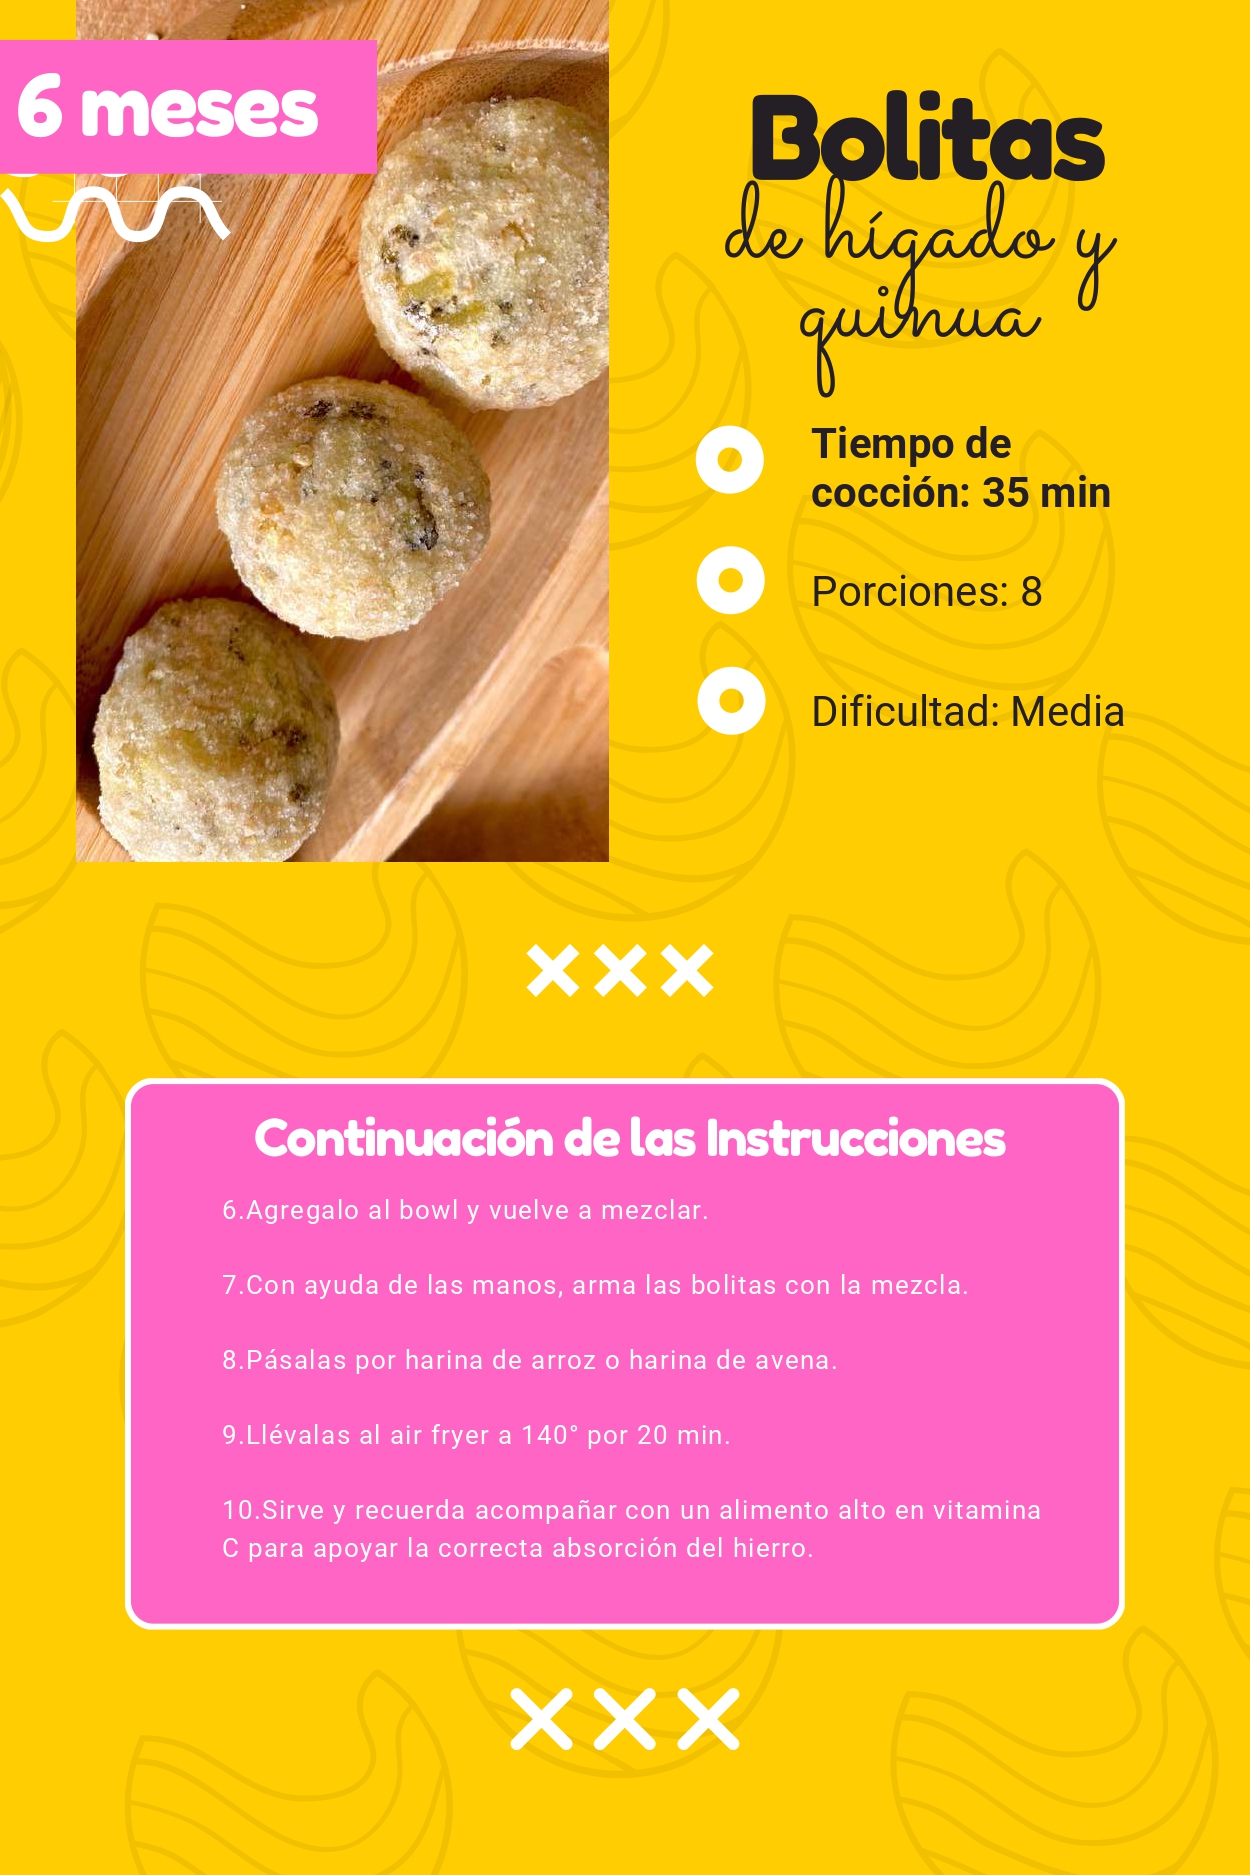 6 meses
Bolitas
de hígado y
quinua
Tiempo de
cocción: 35 min
Porciones: 8
Dificultad: Media
Continuación de las Instrucciones
6.Agregalo al bowl y vuelve a mezclar.
7.Con ayuda de las manos, arma las bolitas con la mezcla.
8.Pásalas por harina de arroz o harina de avena.
9.Llévalas al air fryer a 140° por 20 min.
10.Sirve y recuerda acompañar con un alimento alto en vitamina
C para apoyar la correcta absorción del hierro.